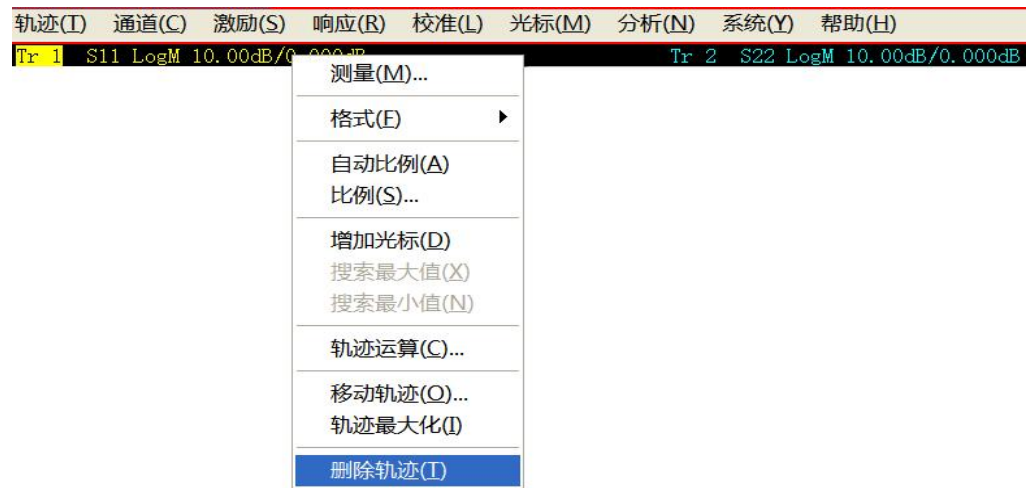 轨迹(T) 通道(C) 激励(S) 响应(R) 校准(L) 光标(M) 分析(N) 系统(Y) 帮助(H)
Tr 1 S11 LogM 10.00dB/0.000dB Tr 2 S22 LogM 10.00dB/0.000dB
测量(M)...
格式(F)
自动比例(A)
比例(S)...
增加光标(D)
搜索最大值(X)
搜索最小值(N)
轨迹运算(C)...
移动轨迹(O)...
轨迹最大化(I)
删除轨迹(T)